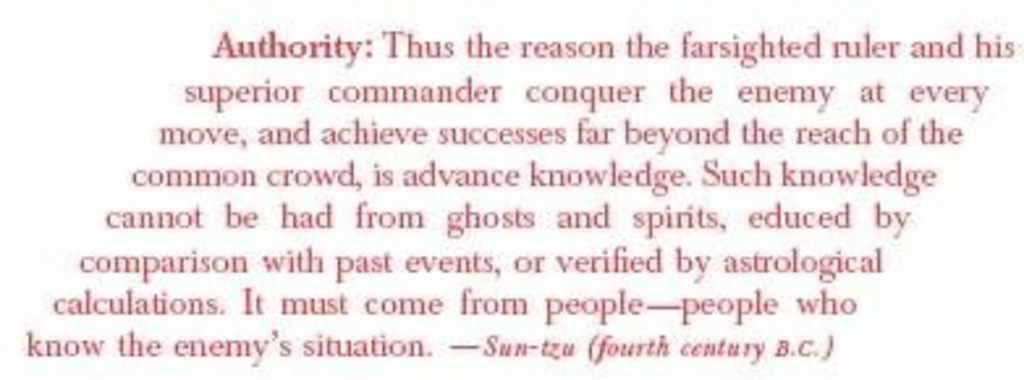 Authority: Thus the reason the farsighted ruler and his
superior commander conquer the enemy at every
move, and achieve successes far beyond the reach of the
common crowd, is advance knowledge. Such knowledge
cannot be had from ghosts and spirits, educed by
comparison with past events, or verified by astrological
calculations. It must come from people—people who
know the enemy's situation. —Sun-tzu (fourth century B.C.)